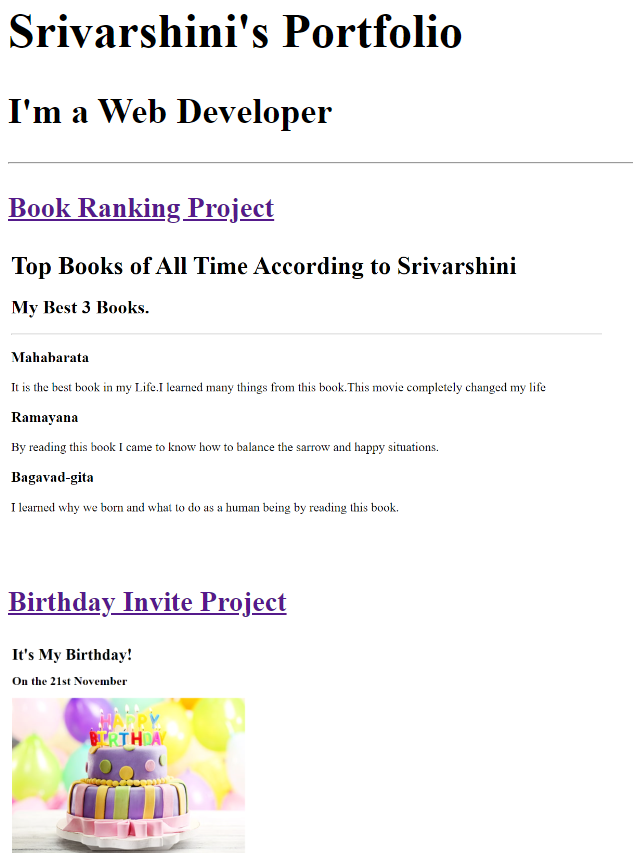 Srivarshini's Portfolio
I'm a Web Developer
Book Ranking Project
Top Books of All Time According to Srivarshini
My Best 3 Books.
Mahabarata
It is the best book in my Life.I learned many things from this book.This movie completely changed my life
Ramayana
By reading this book I came to know how to balance the sarrow and happy situations.
Bagavad-gita
I learned why we born and what to do as a human being by reading this book.
Birthday Invite Project
It's My Birthday!
On the 21st November
HAPPY
BIRTHDAY